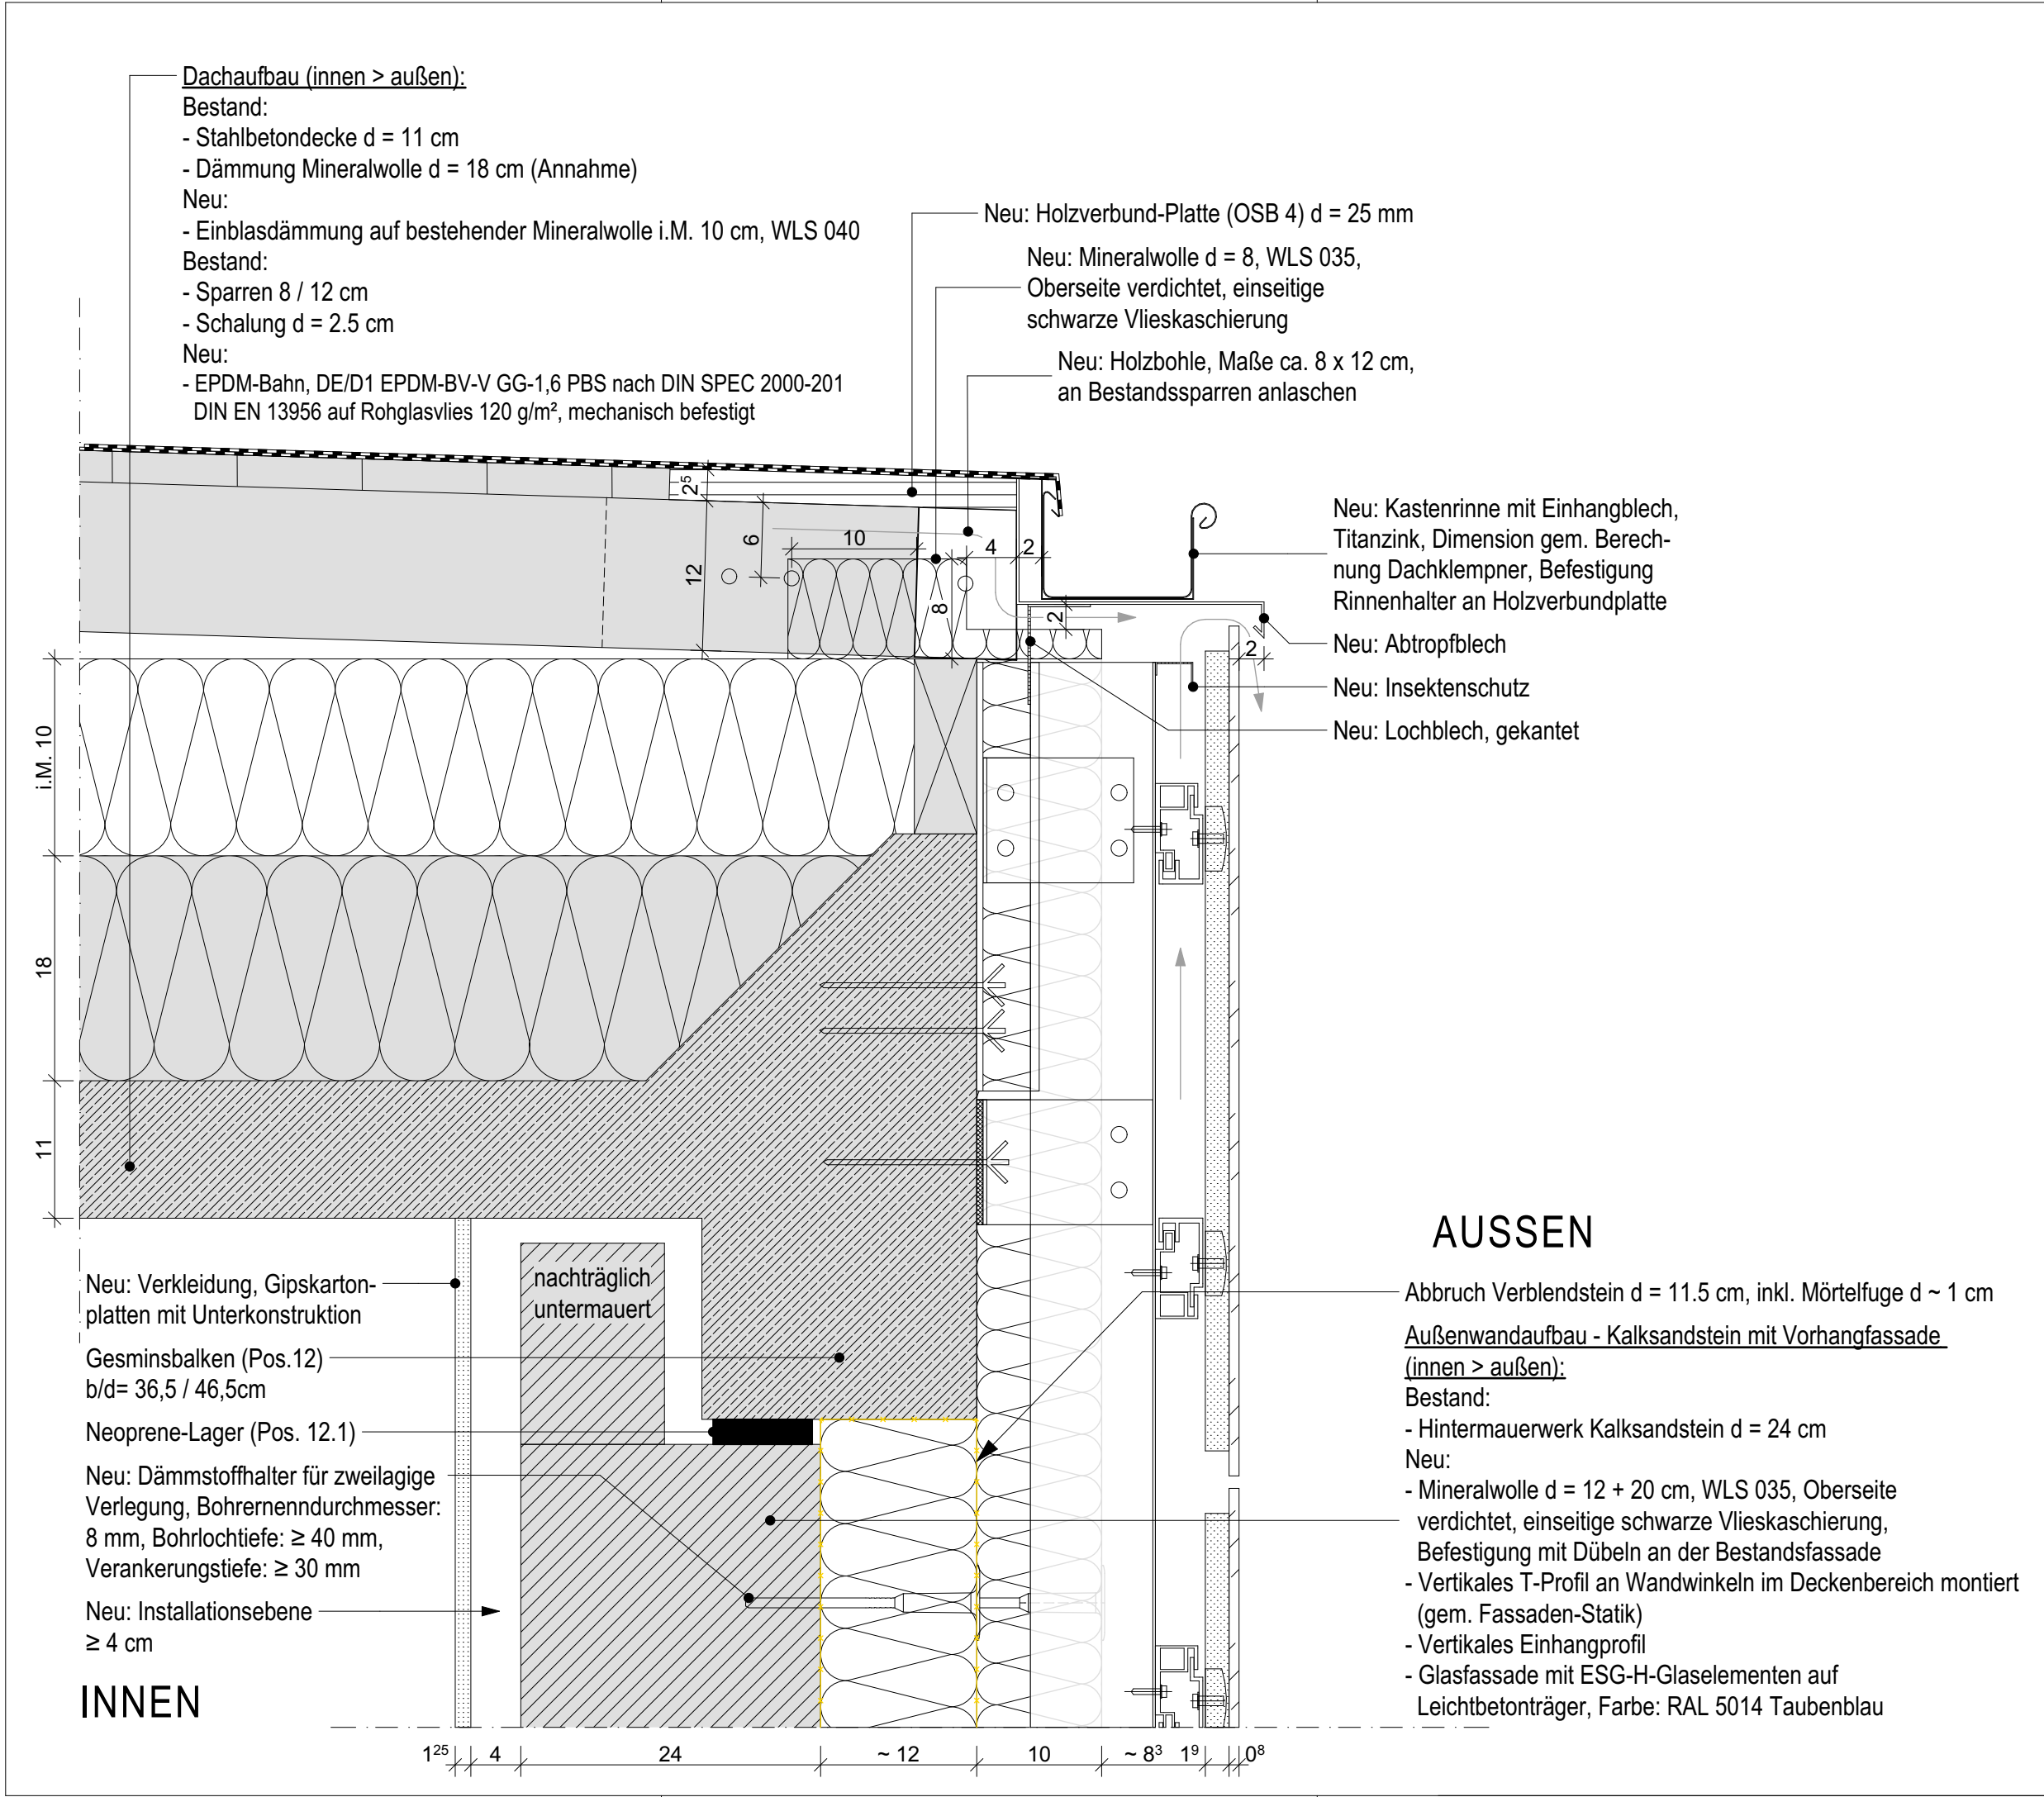 Dachaufbau (innen > außen):
Bestand:
- Stahlbetondecke d = 11 cm
- Dämmung Mineralwolle d = 18 cm (Annahme)
Neu:
- Einblasdämmung auf bestehender Mineralwolle i.M. 10 cm, WLS 040
Bestand:
- Sparren 8 / 12 cm
- Schalung d = 2.5 cm
Neu:
- EPDM-Bahn, DE/D1 EPDM-BV-V GG-1,6 PBS nach DIN SPEC 2000-201
DIN EN 13956 auf Rohglasvlies 120 g/m², mechanisch befestigt
Neu: Holzverbund-Platte (OSB 4) d = 25 mm
Neu: Mineralwolle d = 8, WLS 035,
Oberseite verdichtet, einseitige
schwarze Vlieskaschierung
Neu: Holzbohle, Maße ca. 8 x 12 cm,
an Bestandssparren anlaschen
Neu: Kastenrinne mit Einhangblech,
Titanzink, Dimension gem. Berech-
nung Dachklempner, Befestigung
Rinnenhalter an Holzverbundplatte
Neu: Abtropfblech
Neu: Insektenschutz
Neu: Lochblech, gekantet
2⁵
12
6
10
8
4
2
2
2
i.M. 10
18
11
AUSSEN
Abbruch Verblendstein d = 11.5 cm, inkl. Mörtelfuge d ~ 1 cm
Außenwandaufbau - Kalksandstein mit Vorhangfassade
(innen > außen):
Bestand:
- Hintermauerwerk Kalksandstein d = 24 cm
Neu:
- Mineralwolle d = 12 + 20 cm, WLS 035, Oberseite
verdichtet, einseitige schwarze Vlieskaschierung,
Befestigung mit Dübeln an der Bestandsfassade
- Vertikales T-Profil an Wandwinkeln im Deckenbereich montiert
(gem. Fassaden-Statik)
- Vertikales Einhangprofil
- Glasfassade mit ESG-H-Glaselementen auf
Leichtbetonträger, Farbe: RAL 5014 Taubenblau
nachträglich
untermauert
Neu: Verkleidung, Gipskarton-
platten mit Unterkonstruktion
Gesminsbalken (Pos.12)
b/d= 36,5 / 46,5cm
Neoprene-Lager (Pos. 12.1)
Neu: Dämmstoffhalter für zweilagige
Verlegung, Bohrernenndurchmesser:
8 mm, Bohrlochtiefe: ≥ 40 mm,
Verankerungstiefe: ≥ 30 mm
Neu: Installationsebene
≥ 4 cm
INNEN
1²⁵ 4 24 ~ 12 10 ~ 8³ 1⁹ 0⁸